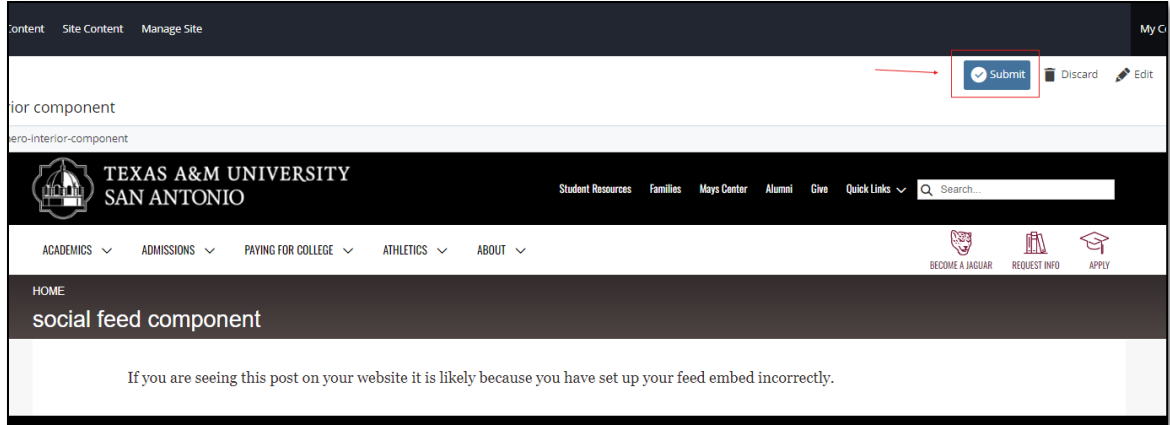 Content Site Content Manage Site My C
Submit Discard Edit
rior component
ero-interior-component
TEXAS A&M UNIVERSITY
SAN ANTONIO
Student Resources Families Mays Center Alumni Give Quick Links Search...
ACADEMICS ADMISSIONS PAYING FOR COLLEGE ATHLETICS ABOUT
BECOME A JAGUAR REQUEST INFO APPLY
HOME
social feed component
If you are seeing this post on your website it is likely because you have set up your feed embed incorrectly.